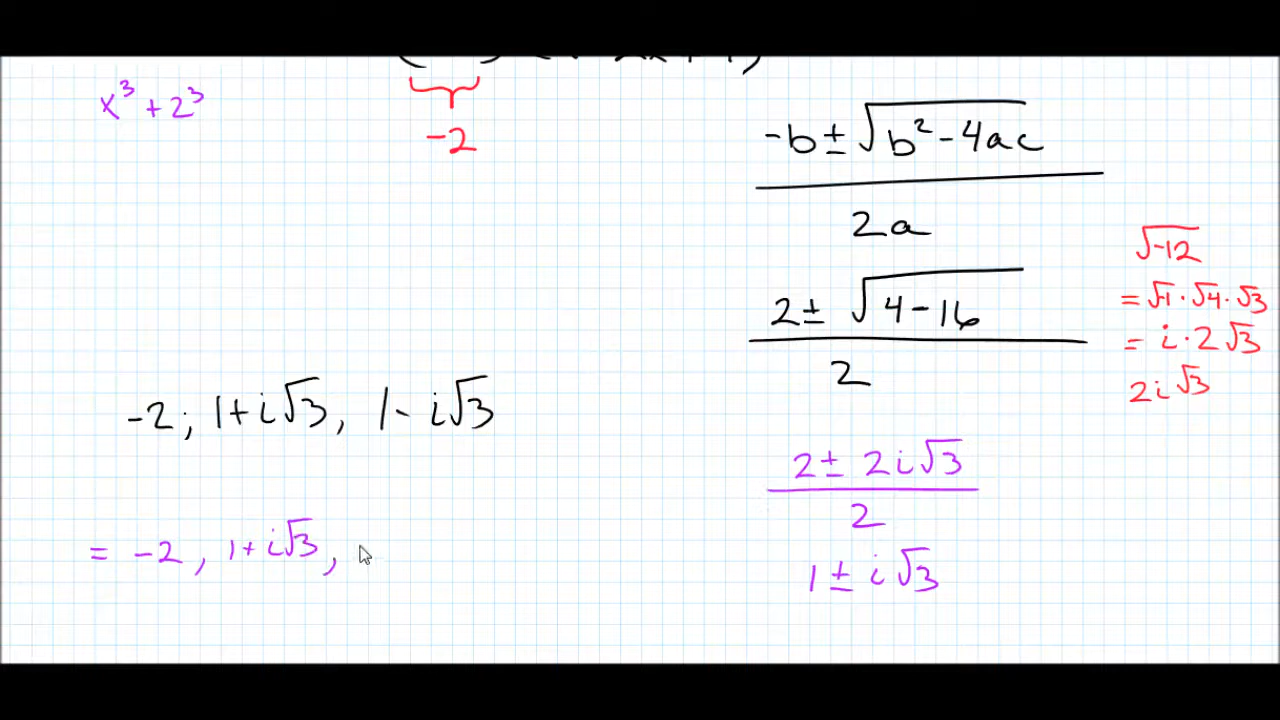 x³ + 2³
-2
-b ± √(b² - 4ac)
2a
√-12
= √-1 · √4 · √3
= i · 2√3
2i√3
2 ± √(4 - 16)
2
-2; 1+i√3, 1- i√3
2 ± 2i√3
2
= -2, 1+i√3,
1 ± i√3